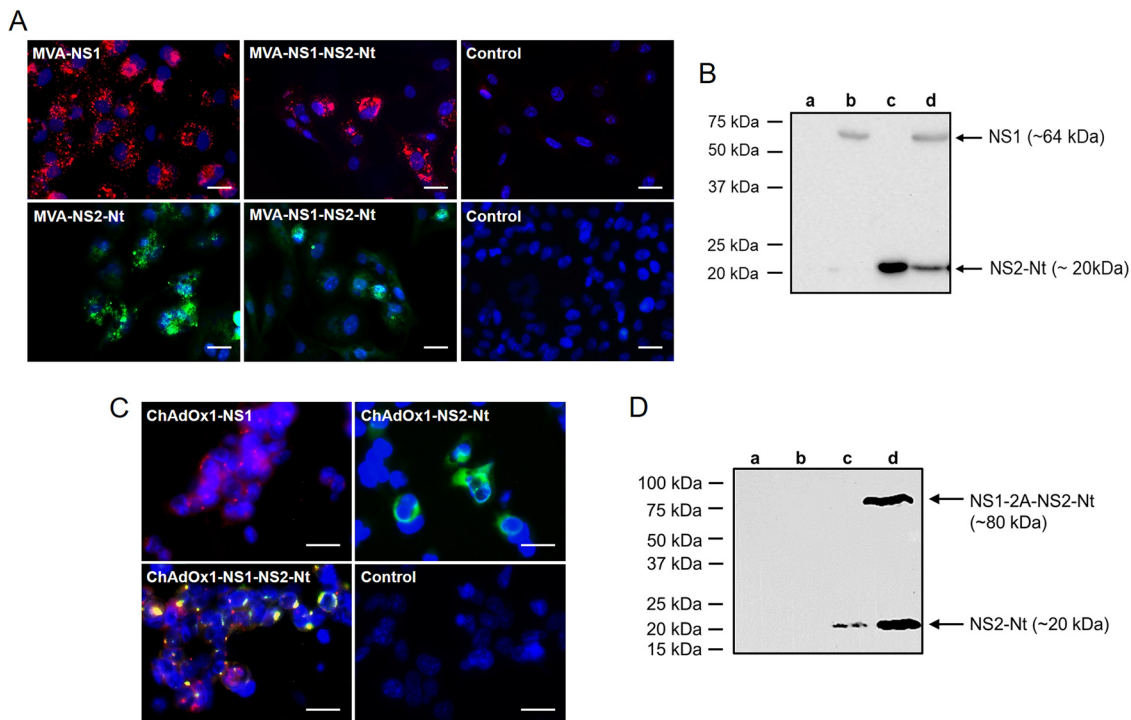 A
MVA-NS1
MVA-NS1-NS2-Nt
Control
MVA-NS2-Nt
MVA-NS1-NS2-Nt
Control
B
a b c d
75 kDa
50 kDa
37 kDa
25 kDa
20 kDa
NS1 (~64 kDa)
NS2-Nt (~ 20kDa)
C
ChAdOx1-NS1
ChAdOx1-NS2-Nt
ChAdOx1-NS1-NS2-Nt
Control
D
a b c d
100 kDa
75 kDa
50 kDa
37 kDa
25 kDa
20 kDa
15 kDa
NS1-2A-NS2-Nt
(~80 kDa)
NS2-Nt (~20 kDa)